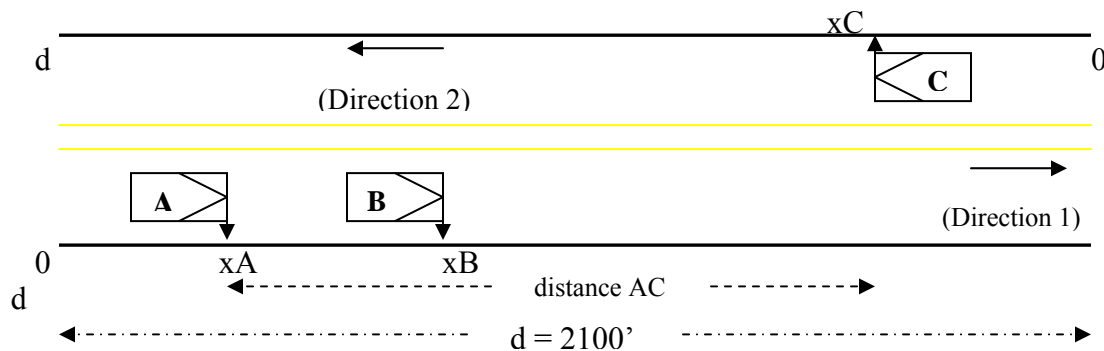 xC
d
0
(Direction 2)
C
A
B
(Direction 1)
0
xA
xB
d
distance AC
d = 2100’